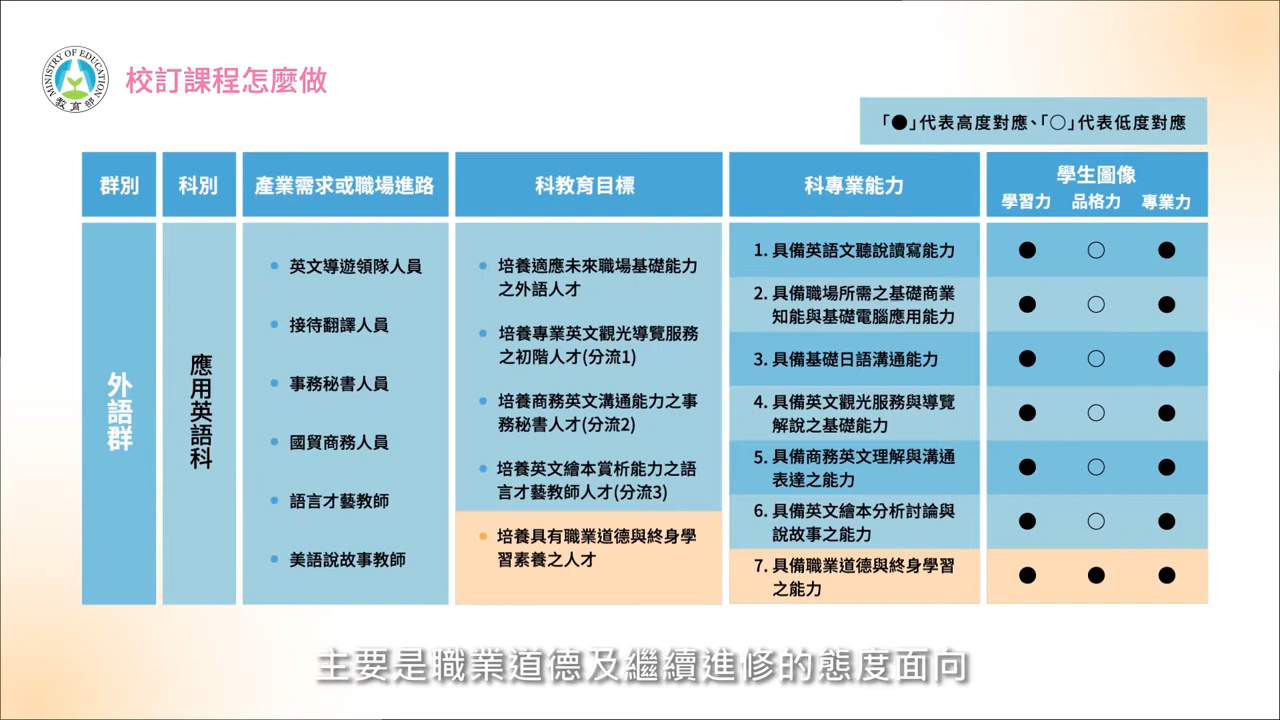 MINISTRY OF EDUCATION
教育部
校訂課程怎麼做
「●」代表高度對應、「○」代表低度對應
群別
科別
產業需求或職場進路
科教育目標
科專業能力
學生圖像
學習力 品格力 專業力
外語群
應用英語科
• 英文導遊領隊人員
• 接待翻譯人員
• 事務秘書人員
• 國貿商務人員
• 語言才藝教師
• 美語說故事教師
• 培養適應未來職場基礎能力
之外語人才
• 培養專業英文觀光導覽服務
之初階人才(分流1)
• 培養商務英文溝通能力之事
務秘書人才(分流2)
• 培養英文繪本賞析能力之語
言才藝教師人才(分流3)
• 培養具有職業道德與終身學
習素養之人才
1. 具備英語文聽說讀寫能力
● ○ ●
2. 具備職場所需之基礎商業
知能與基礎電腦應用能力
● ○ ●
3. 具備基礎日語溝通能力
● ○ ●
4. 具備英文觀光服務與導覽
解說之基礎能力
● ○ ●
5. 具備商務英文理解與溝通
表達之能力
● ○ ●
6. 具備英文繪本分析討論與
說故事之能力
● ○ ●
7. 具備職業道德與終身學習
之能力
● ● ●
主要是職業道德及繼續進修的態度面向